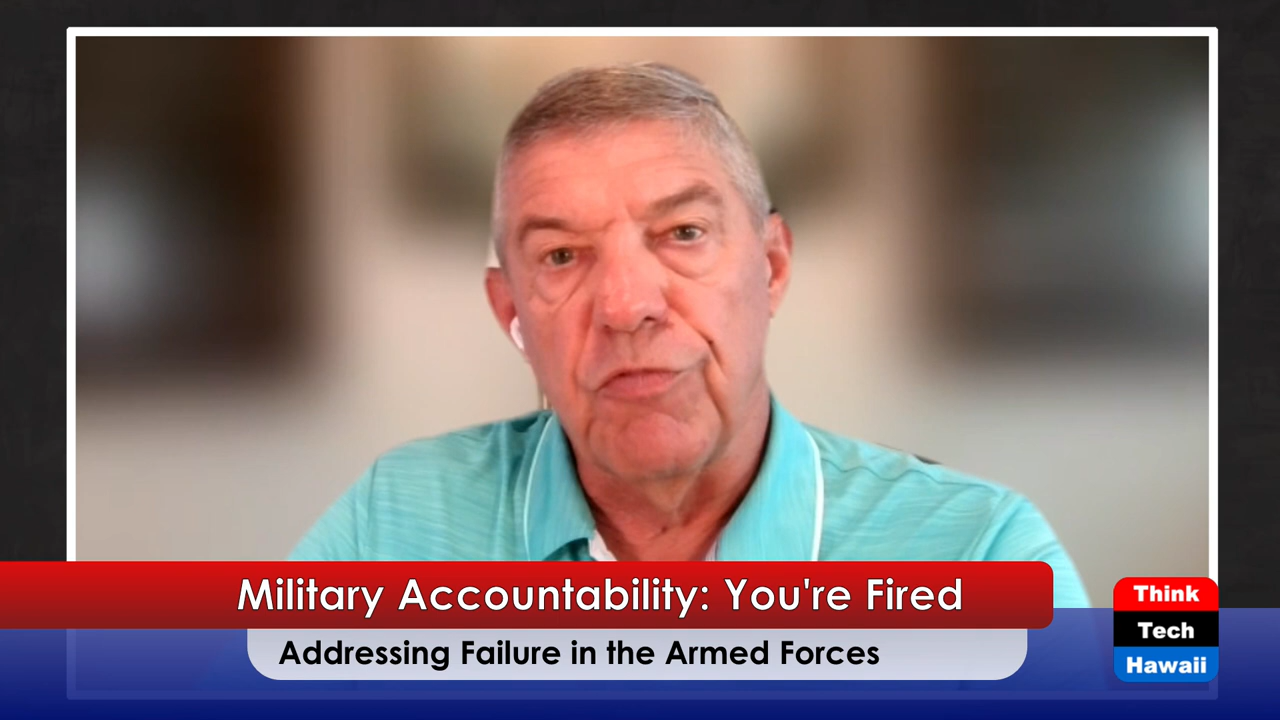 Military Accountability: You're Fired
Addressing Failure in the Armed Forces
Think
Tech
Hawaii